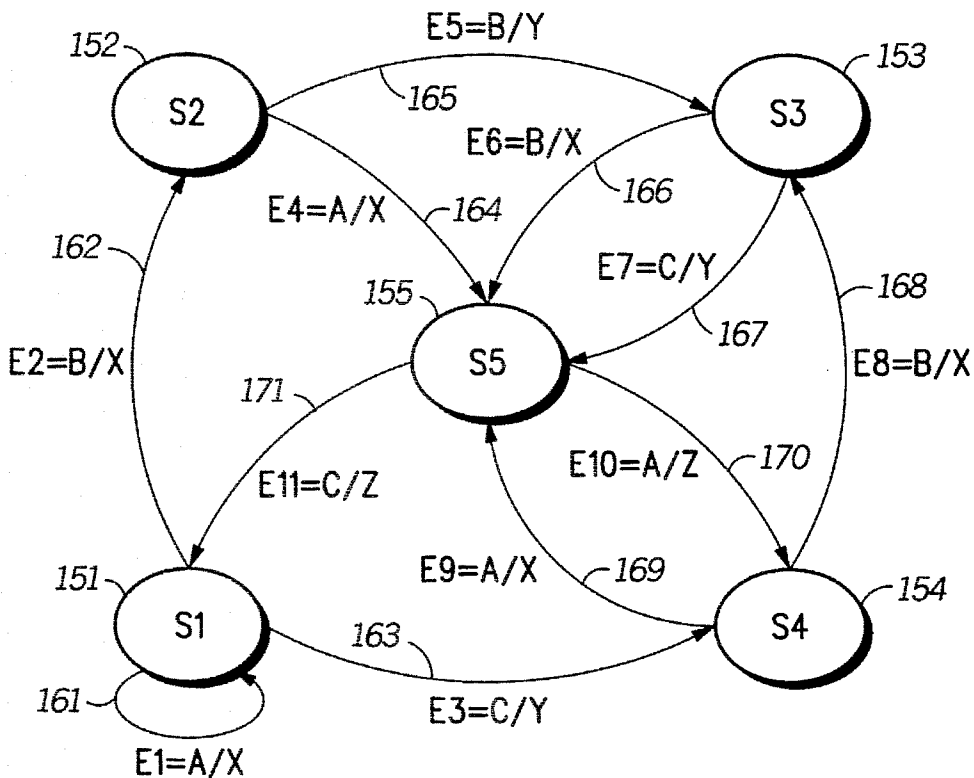 E5=B/Y
152
153
S2
165
S3
E6=B/X
166
E4=A/X
164
162
E7=C/Y
168
155
167
E2=B/X
S5
E8=B/X
171
E10=A/Z
170
E11=C/Z
E9=A/X
169
151
154
S1
163
S4
161
E3=C/Y
E1=A/X